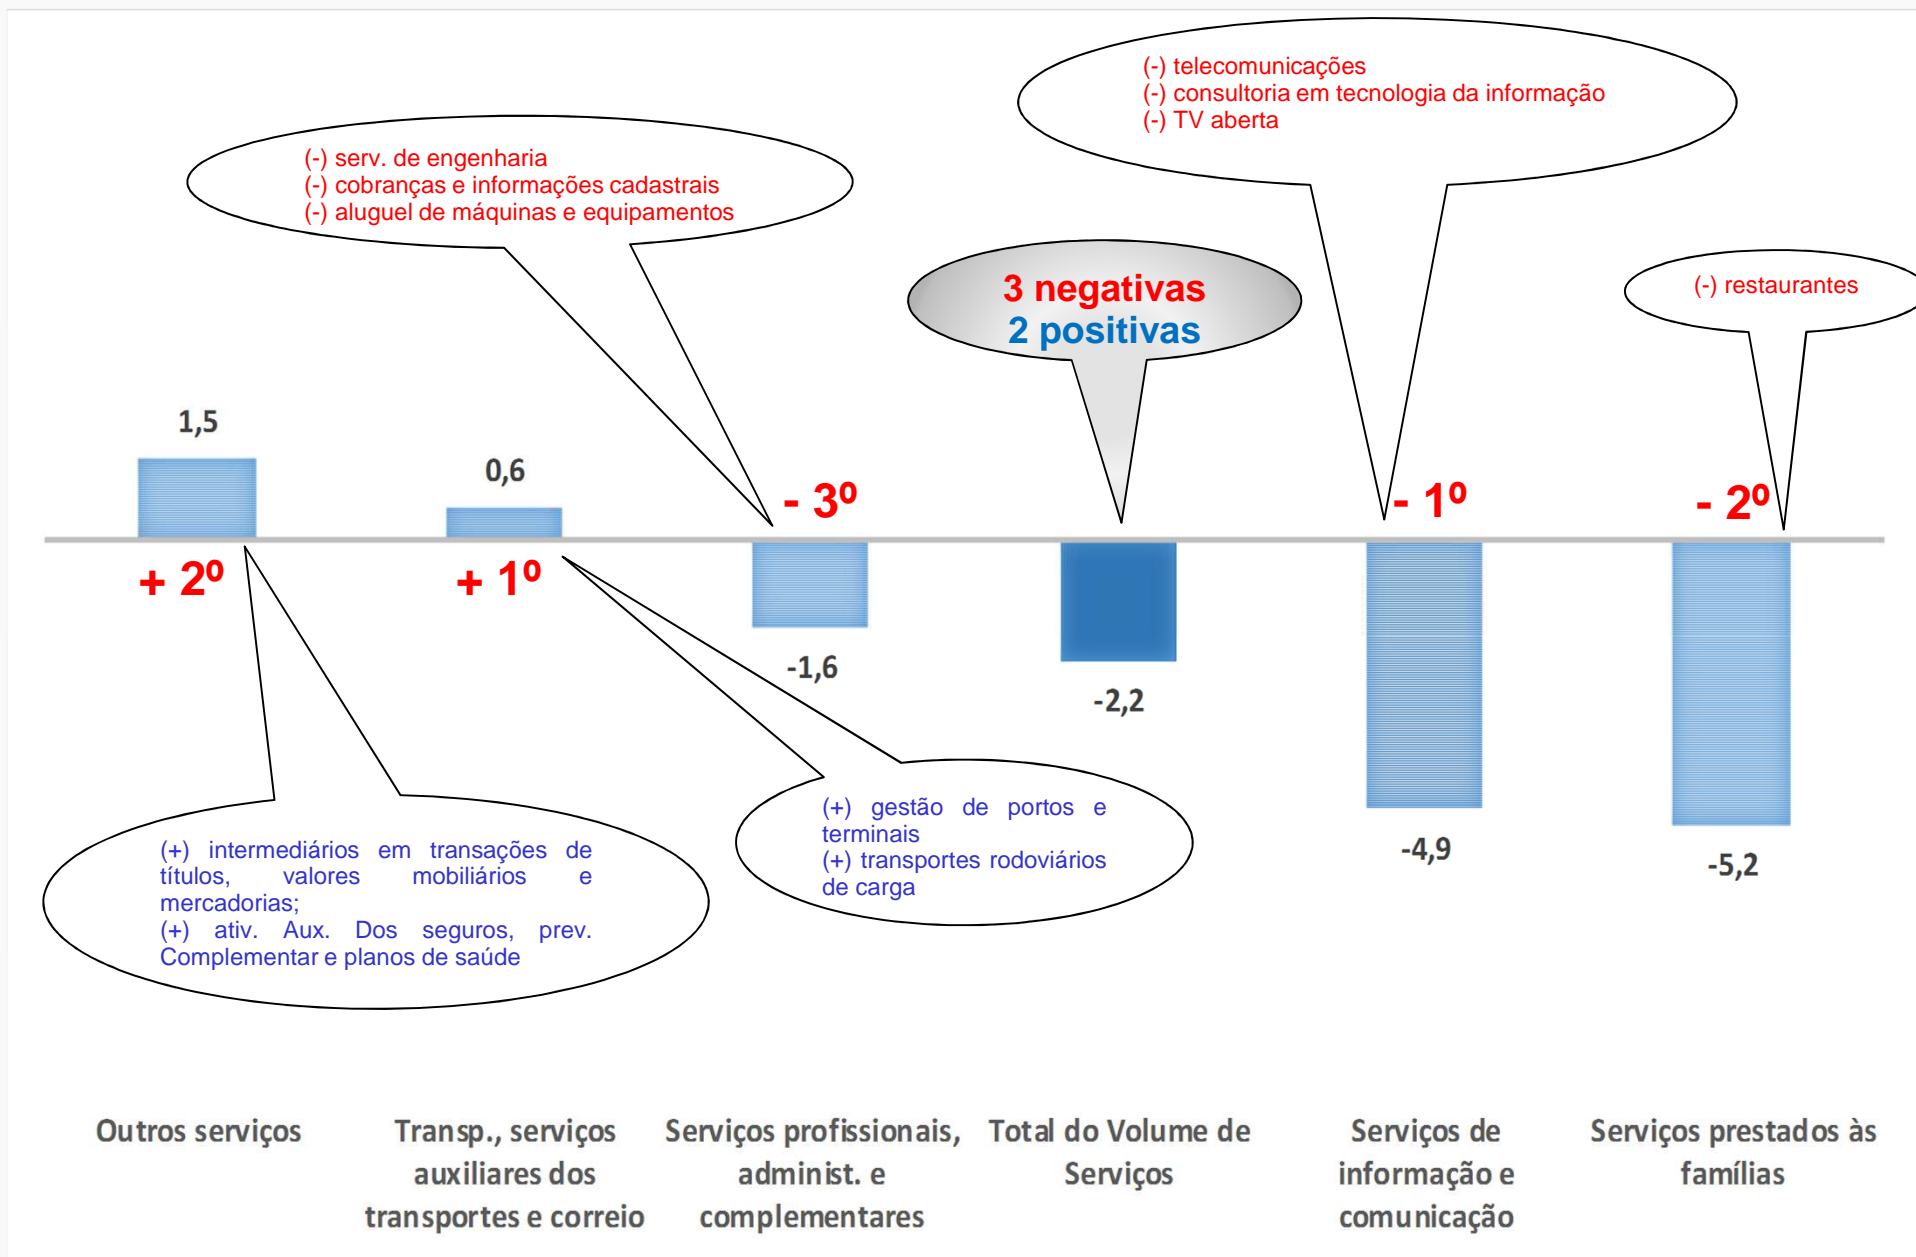 (-) telecomunicações
(-) consultoria em tecnologia da informação
(-) TV aberta
(-) serv. de engenharia
(-) cobranças e informações cadastrais
(-) aluguel de máquinas e equipamentos
3 negativas
2 positivas
(-) restaurantes
1,5
0,6
- 3º
- 1º
- 2º
+ 2º
+ 1º
-1,6
-2,2
-4,9
-5,2
(+) intermediários em transações de
títulos, valores mobiliários e
mercadorias;
(+) ativ. Aux. Dos seguros, prev.
Complementar e planos de saúde
(+) gestão de portos e
terminais
(+) transportes rodoviários
de carga
Outros serviços
Transp., serviços
auxiliares dos
transportes e correio
Serviços profissionais,
administ. e
complementares
Total do Volume de
Serviços
Serviços de
informação e
comunicação
Serviços prestados às
famílias